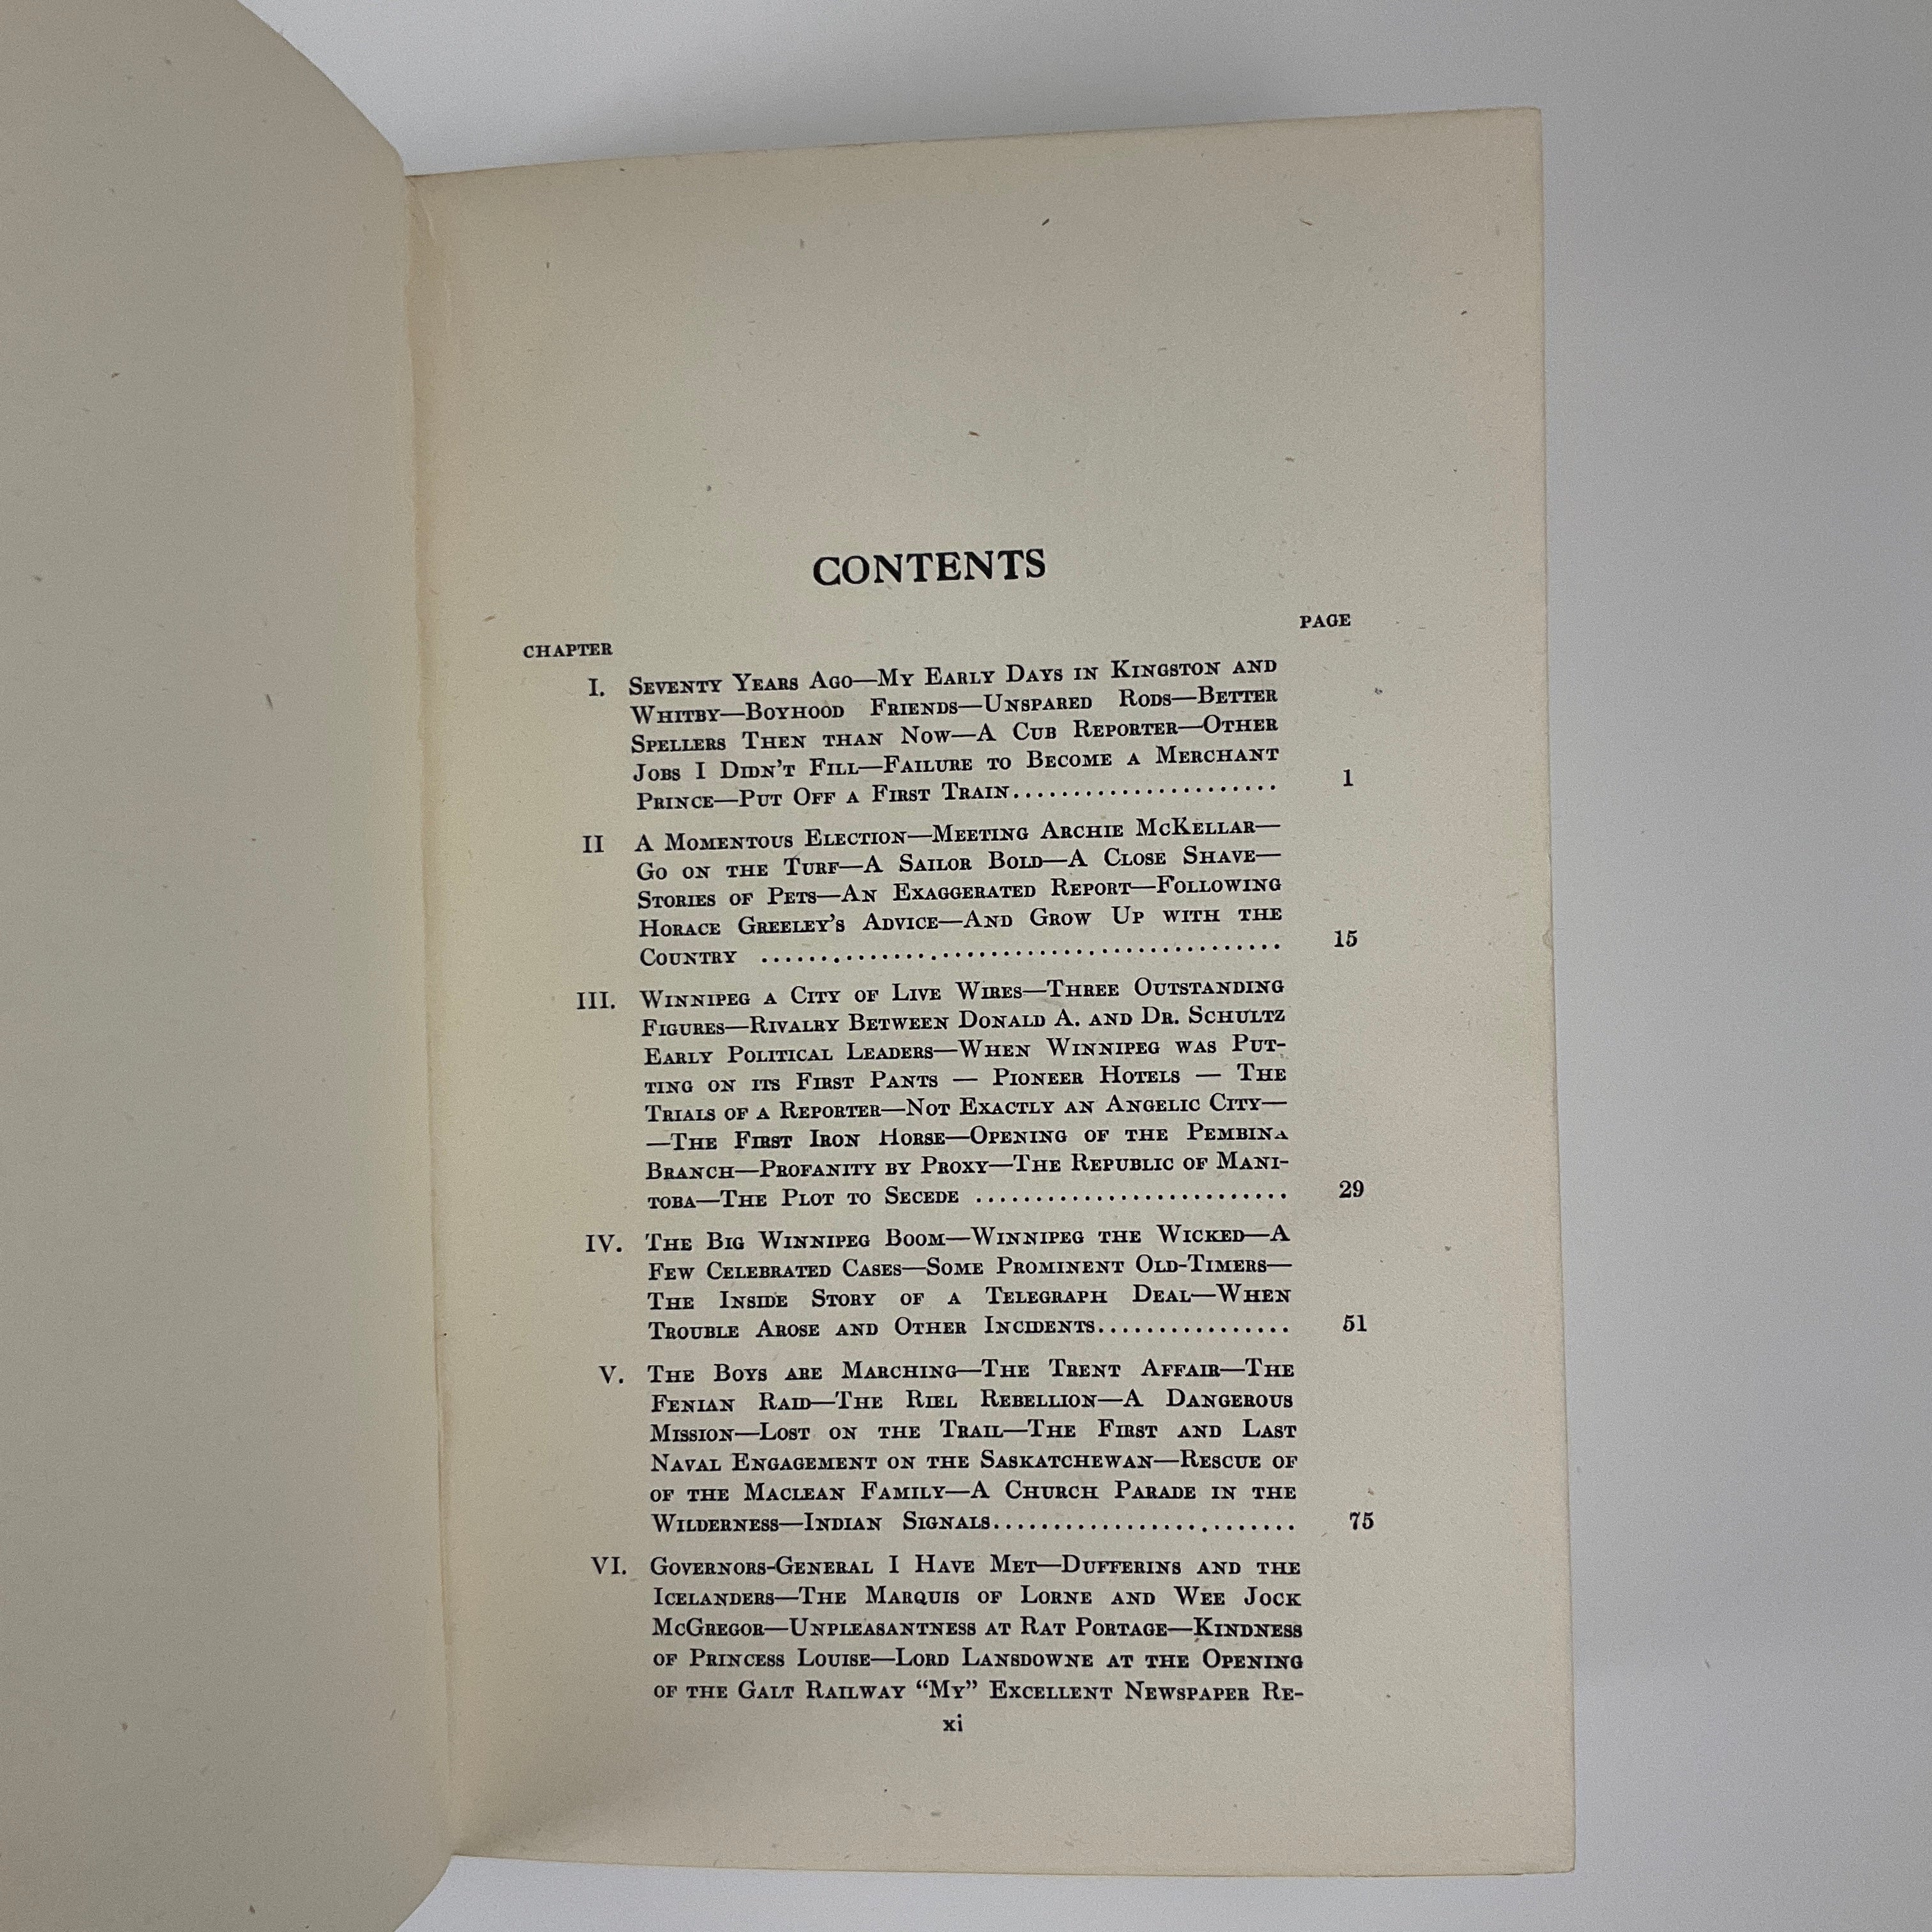 CONTENTS
PAGE
CHAPTER
I. Seventy Years Ago—My Early Days in Kingston and
Whitby—Boyhood Friends—Unspared Rods—Better
Spellers Then than Now—A Cub Reporter—Other
Jobs I Didn't Fill—Failure to Become a Merchant
Prince—Put Off a First Train...................... 1
II A Momentous Election—Meeting Archie McKellar—
Go on the Turf—A Sailor Bold—A Close Shave—
Stories of Pets—An Exaggerated Report—Following
Horace Greeley's Advice—And Grow Up with the
Country ........................................... 15
III. Winnipeg a City of Live Wires—Three Outstanding
Figures—Rivalry Between Donald A. and Dr. Schultz
Early Political Leaders—When Winnipeg was Put-
ting on its First Pants — Pioneer Hotels — The
Trials of a Reporter—Not Exactly an Angelic City—
—The First Iron Horse—Opening of the Pembina
Branch—Profanity by Proxy—The Republic of Mani-
toba—The Plot to Secede .......................... 29
IV. The Big Winnipeg Boom—Winnipeg the Wicked—A
Few Celebrated Cases—Some Prominent Old-Timers—
The Inside Story of a Telegraph Deal—When
Trouble Arose and Other Incidents................ 51
V. The Boys are Marching—The Trent Affair—The
Fenian Raid—The Riel Rebellion—A Dangerous
Mission—Lost on the Trail—The First and Last
Naval Engagement on the Saskatchewan—Rescue of
of the Maclean Family—A Church Parade in the
Wilderness—Indian Signals......................... 75
VI. Governors-General I Have Met—Dufferins and the
Icelanders—The Marquis of Lorne and Wee Jock
McGregor—Unpleasantness at Rat Portage—Kindness
of Princess Louise—Lord Lansdowne at the Opening
of the Galt Railway "My" Excellent Newspaper Re-
xi